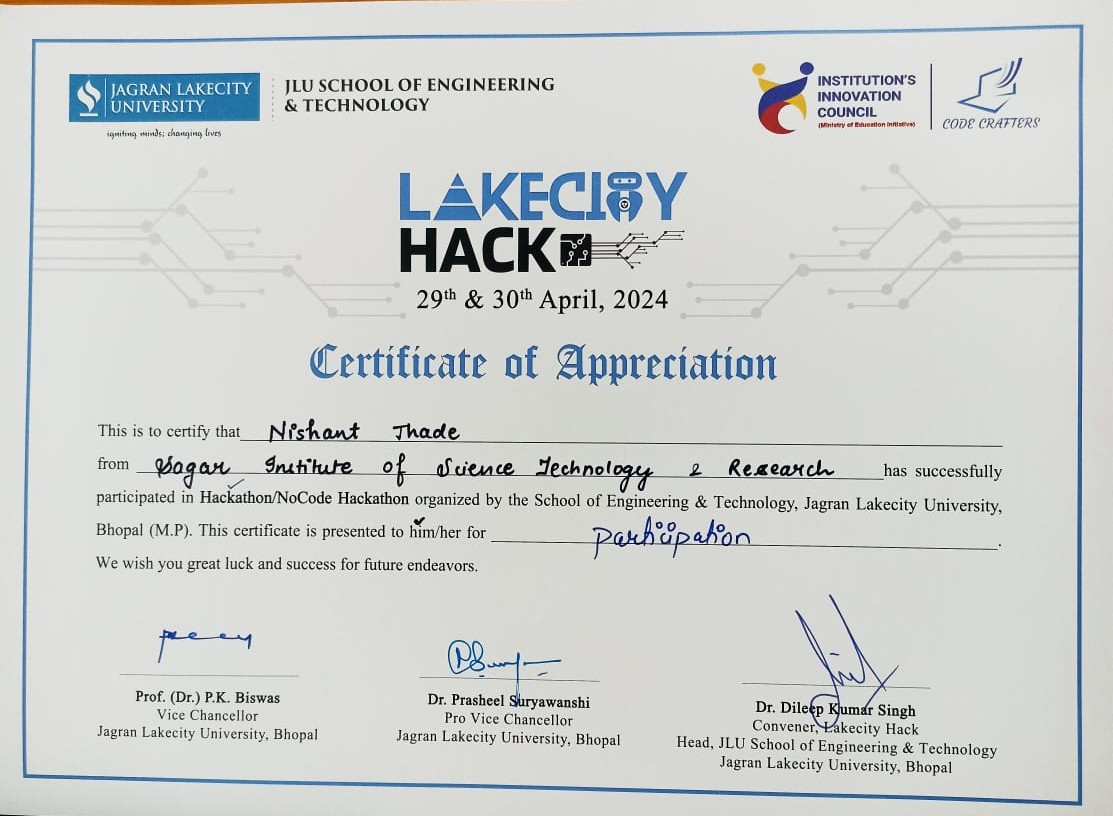 JAGRAN LAKECITY
UNIVERSITY
igniting minds; changing lives
JLU SCHOOL OF ENGINEERING
& TECHNOLOGY
INSTITUTION'S
INNOVATION
COUNCIL
(Ministry of Education Initiative)
CODE CRAFTERS
LAKECITY
HACK
29th & 30th April, 2024
Certificate of Appreciation
This is to certify that Nishant Thade
from Sagar Institute of Science Technology & Research has successfully
participated in Hackathon/NoCode Hackathon organized by the School of Engineering & Technology, Jagran Lakecity University,
Bhopal (M.P). This certificate is presented to him/her for Participation.
We wish you great luck and success for future endeavors.
Prof. (Dr.) P.K. Biswas
Vice Chancellor
Jagran Lakecity University, Bhopal
Dr. Prasheel Suryawanshi
Pro Vice Chancellor
Jagran Lakecity University, Bhopal
Dr. Dileep Kumar Singh
Convener, Lakecity Hack
Head, JLU School of Engineering & Technology
Jagran Lakecity University, Bhopal